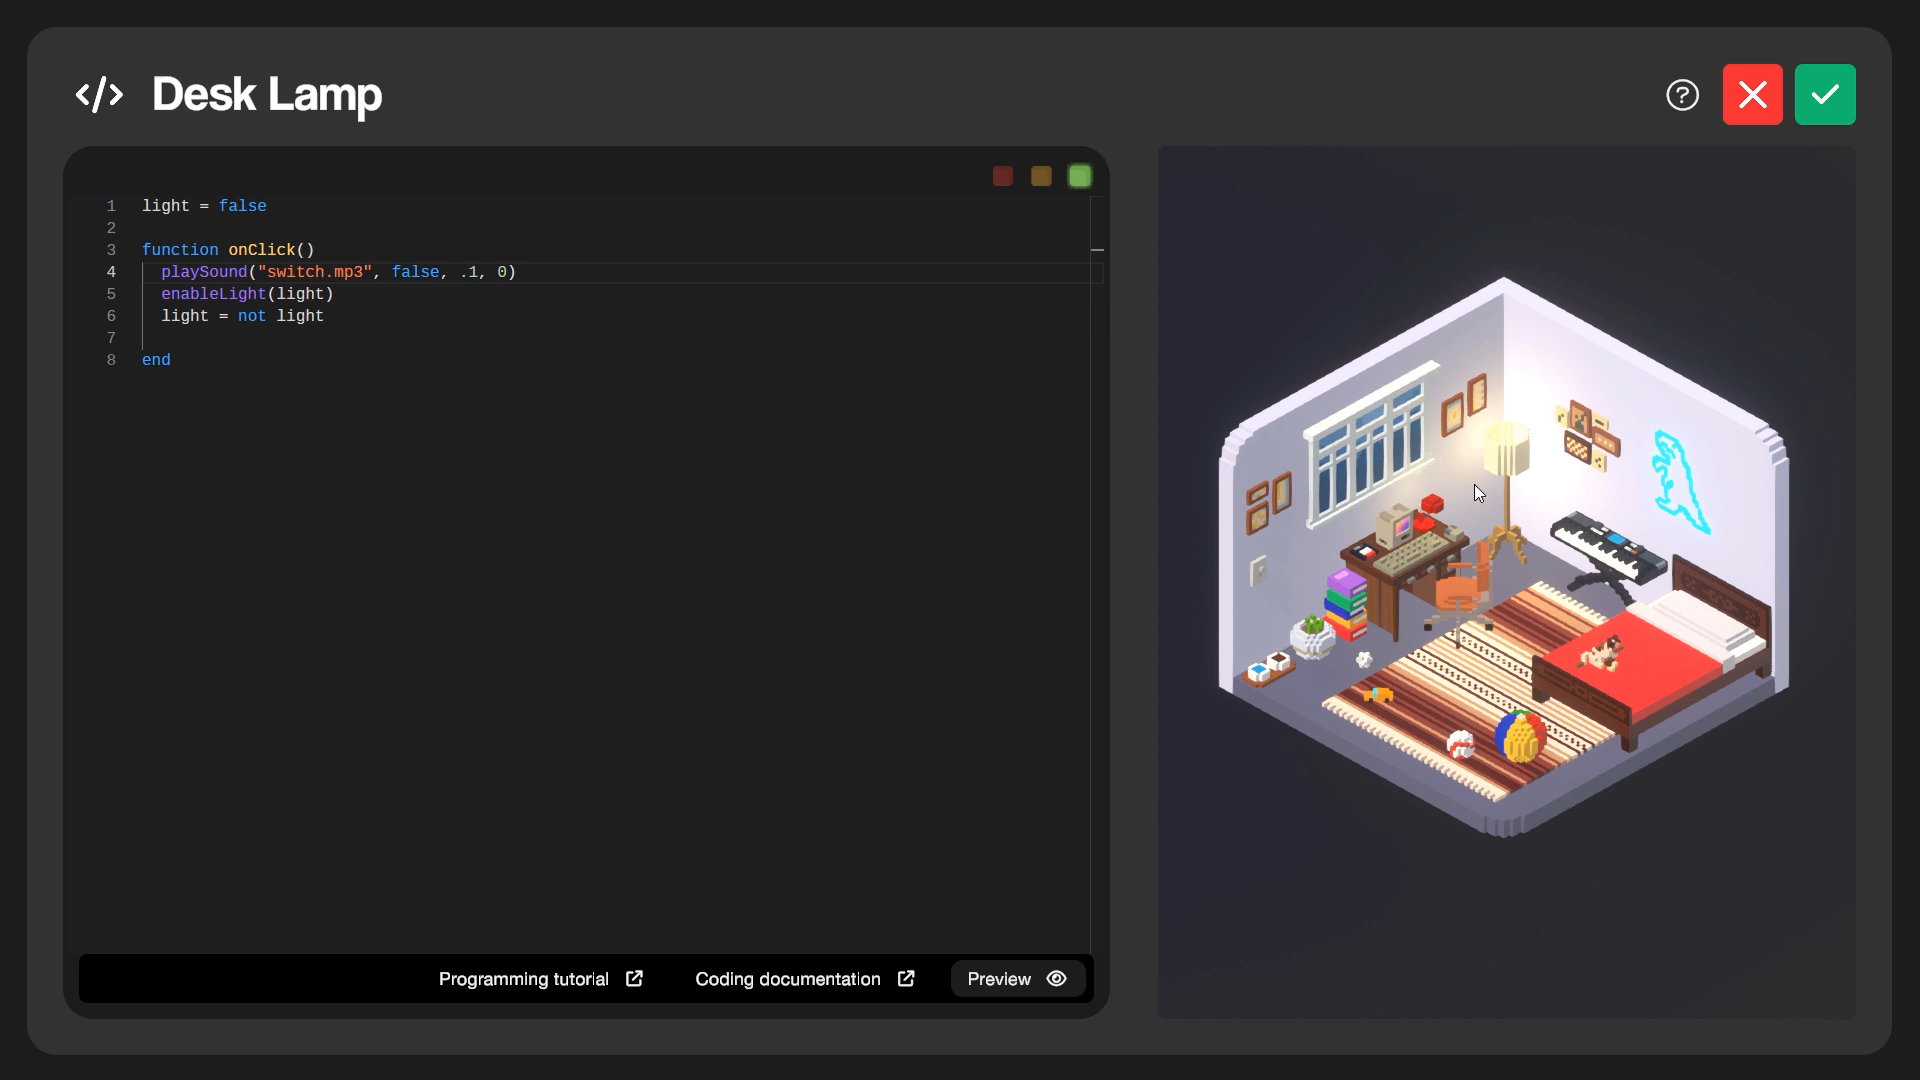 </> Desk Lamp
1 light = false
2
3 function onClick()
4 playSound("switch.mp3", false, .1, 0)
5 enableLight(light)
6 light = not light
7
8 end
Programming tutorial
Coding documentation
Preview